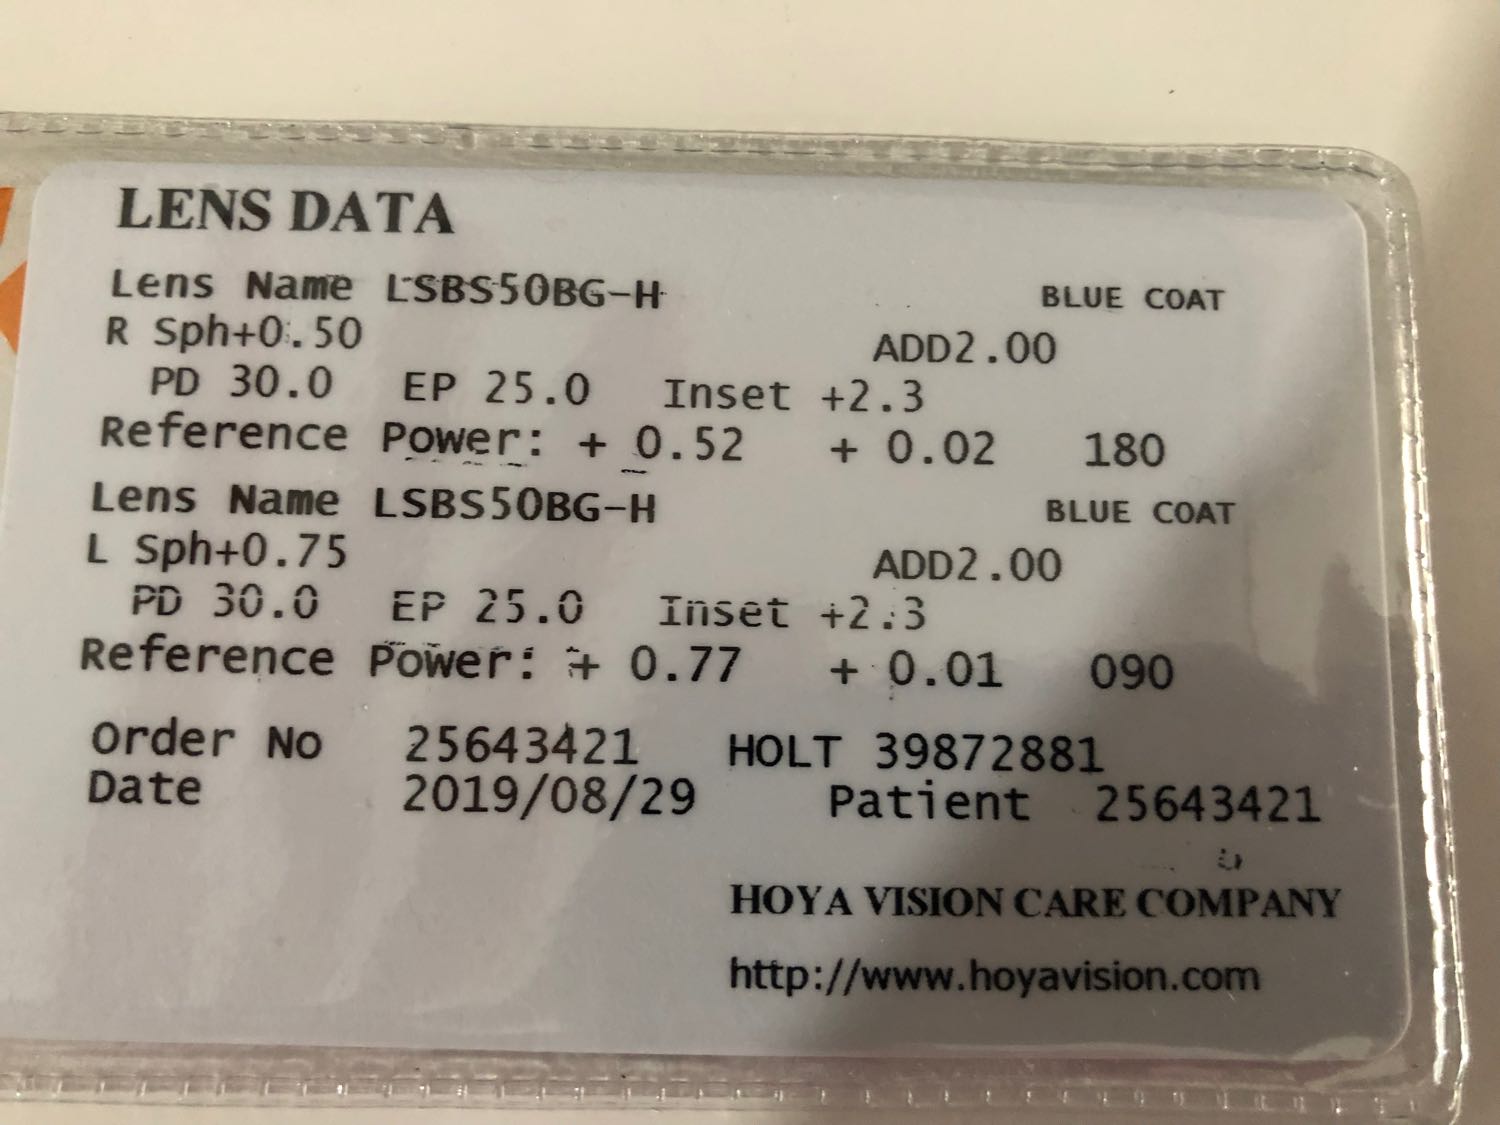 LENS DATA
Lens Name LSBS50BG-H BLUE COAT
R Sph+0.50 ADD2.00
PD 30.0 EP 25.0 Inset +2.3
Reference Power: + 0.52 + 0.02 180
Lens Name LSBS50BG-H BLUE COAT
L Sph+0.75 ADD2.00
PD 30.0 EP 25.0 Inset +2.3
Reference Power: + 0.77 + 0.01 090
Order No 25643421 HOLT 39872881
Date 2019/08/29 Patient 25643421
HOYA VISION CARE COMPANY
http://www.hoyavision.com